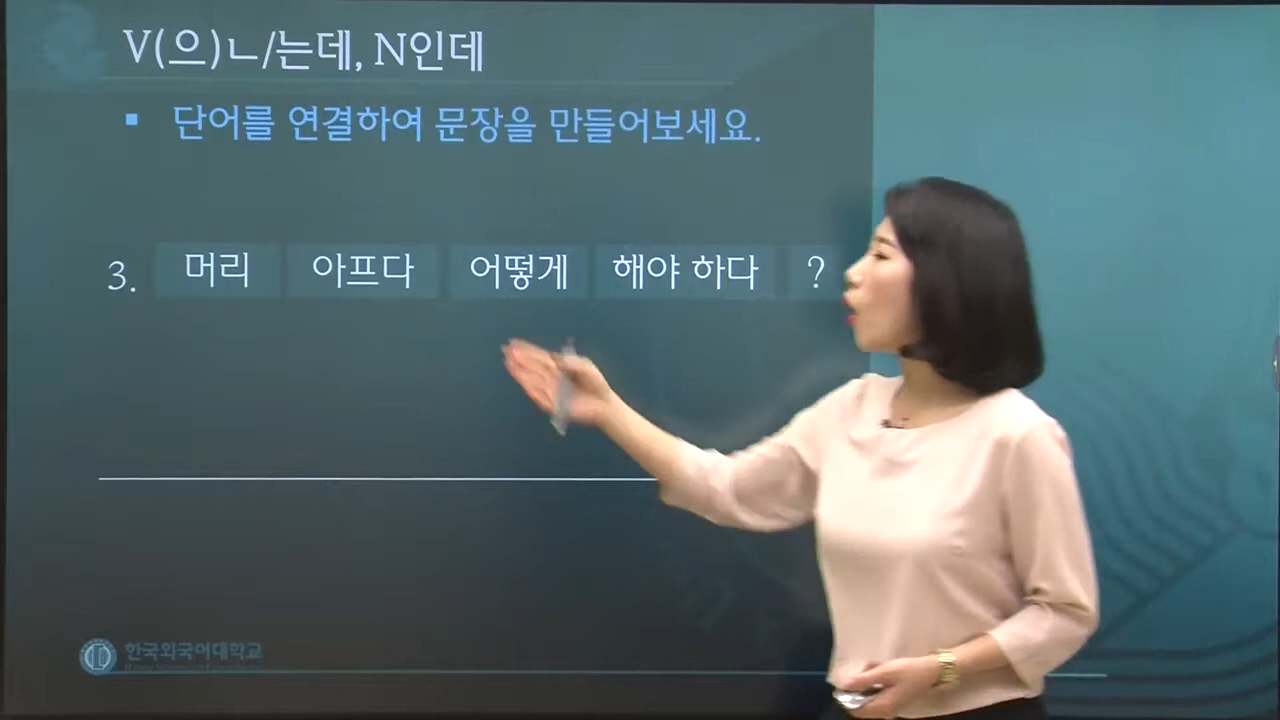 V(으)ㄴ/는데, N인데
▪ 단어를 연결하여 문장을 만들어보세요.
3. 머리 아프다 어떻게 해야 하다 ?
한국외국어대학교